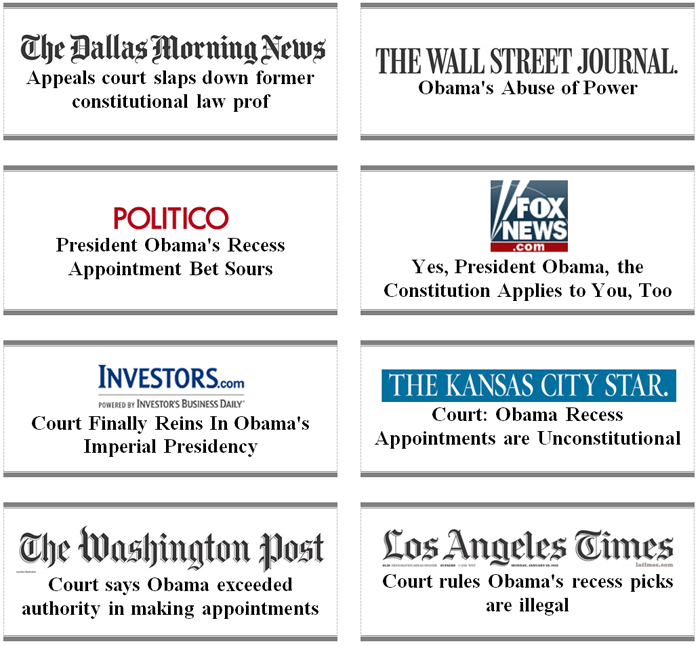 The Dallas Morning News
Appeals court slaps down former
constitutional law prof
THE WALL STREET JOURNAL.
Obama's Abuse of Power
POLITICO
President Obama's Recess
Appointment Bet Sours
FOX
NEWS
.com
Yes, President Obama, the
Constitution Applies to You, Too
INVESTORS.com
POWERED BY INVESTOR'S BUSINESS DAILY
Court Finally Reins In Obama's
Imperial Presidency
THE KANSAS CITY STAR.
Court: Obama Recess
Appointments are Unconstitutional
The Washington Post
Court says Obama exceeded
authority in making appointments
Los Angeles Times
latimes.com
Court rules Obama's recess picks
are illegal